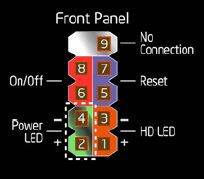 Front Panel
9 No
Connection
8 7
On/Off Reset
6 5
- 4 3 -
Power
LED HD LED
+ 2 1 +